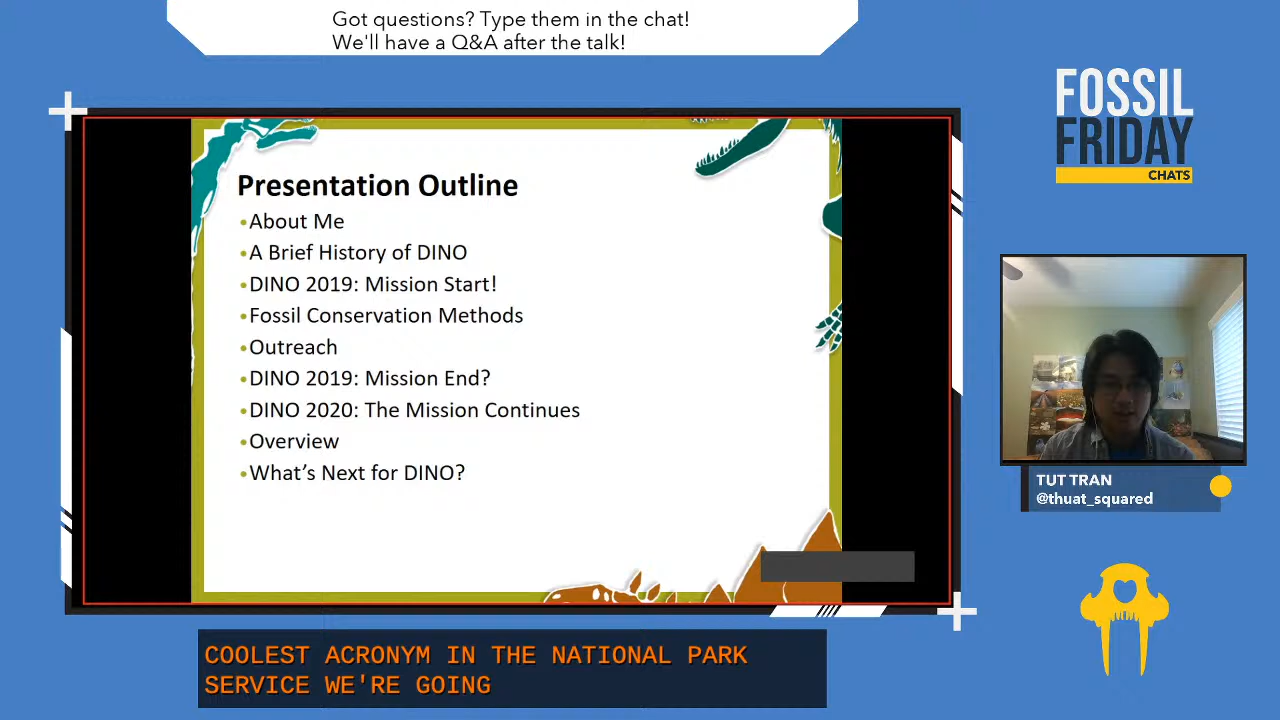 Got questions? Type them in the chat!
We'll have a Q&A after the talk!
FOSSIL
FRIDAY
CHATS
Presentation Outline
•About Me
•A Brief History of DINO
•DINO 2019: Mission Start!
•Fossil Conservation Methods
•Outreach
•DINO 2019: Mission End?
•DINO 2020: The Mission Continues
•Overview
•What's Next for DINO?
TUT TRAN
@thuat_squared
COOLEST ACRONYM IN THE NATIONAL PARK
SERVICE WE'RE GOING